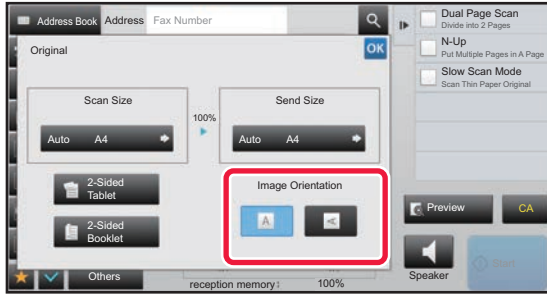 Address Book Address Fax Number
Original
OK
Scan Size
100%
Send Size
Auto A4
Auto A4
2-Sided
Tablet
2-Sided
Booklet
Image Orientation
A
A
Others
reception memory:
100%
Dual Page Scan
Divide into 2 Pages
N-Up
Put Multiple Pages in A Page
Slow Scan Mode
Scan Thin Paper Original
Preview
CA
Speaker
Start